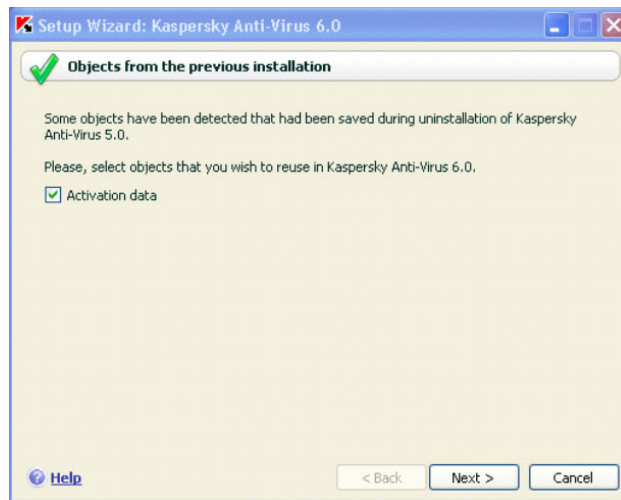 Setup Wizard: Kaspersky Anti-Virus 6.0
Objects from the previous installation
Some objects have been detected that had been saved during uninstallation of Kaspersky
Anti-Virus 5.0.
Please, select objects that you wish to reuse in Kaspersky Anti-Virus 6.0.
Activation data
Help
< Back
Next >
Cancel